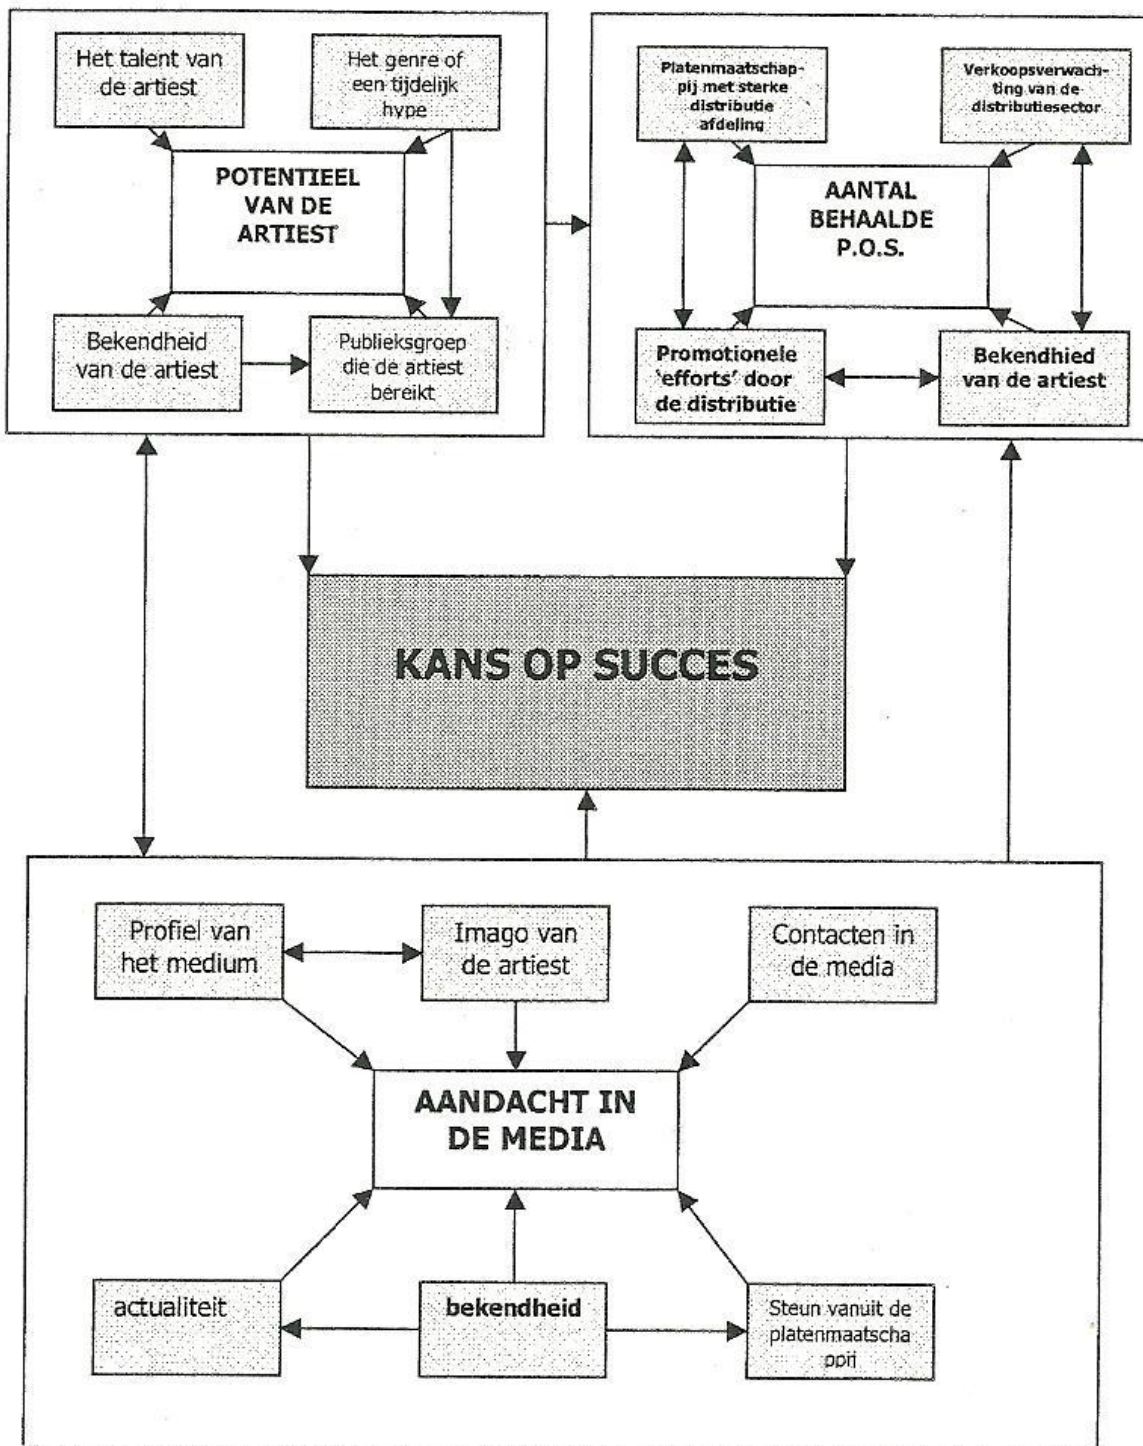 Het talent van
de artiest
Het genre of
een tijdelijk
hype
POTENTIEEL
VAN DE
ARTIEST
Bekendheid
van de artiest
Publieksgroep
die de artiest
bereikt
Platenmaatschap-
pij met sterke
distributie
afdeling
Verkoopsverwach-
ting van de
distributiesector
AANTAL
BEHAALDE
P.O.S.
Promotionele
'efforts' door
de distributie
Bekendhied
van de artiest
KANS OP SUCCES
Profiel van
het medium
Imago van
de artiest
Contacten in
de media
AANDACHT IN
DE MEDIA
actualiteit
bekendheid
Steun vanuit de
platenmaatscha
ppij